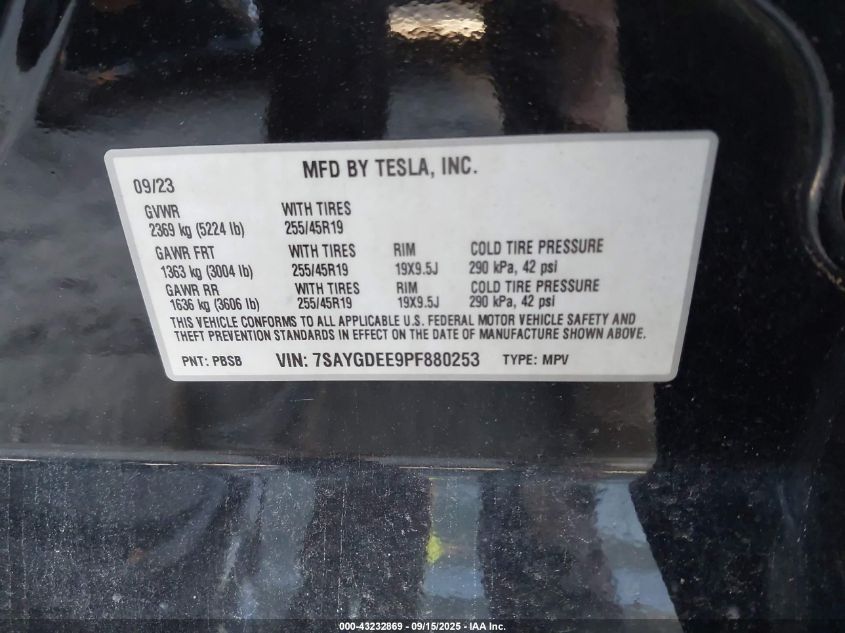 MFD BY TESLA, INC.
09/23
GVWR WITH TIRES
2369 kg (5224 lb) 255/45R19
GAWR FRT WITH TIRES RIM COLD TIRE PRESSURE
1363 kg (3004 lb) 255/45R19 19X9.5J 290 kPa, 42 psi
GAWR RR WITH TIRES RIM COLD TIRE PRESSURE
1636 kg (3606 lb) 255/45R19 19X9.5J 290 kPa, 42 psi
THIS VEHICLE CONFORMS TO ALL APPLICABLE U.S. FEDERAL MOTOR VEHICLE SAFETY AND
THEFT PREVENTION STANDARDS IN EFFECT ON THE DATE OF MANUFACTURE SHOWN ABOVE.
PNT: PBSB VIN: 7SAYGDEE9PF880253 TYPE: MPV
000-43232869 - 09/15/2025 - IAA Inc.